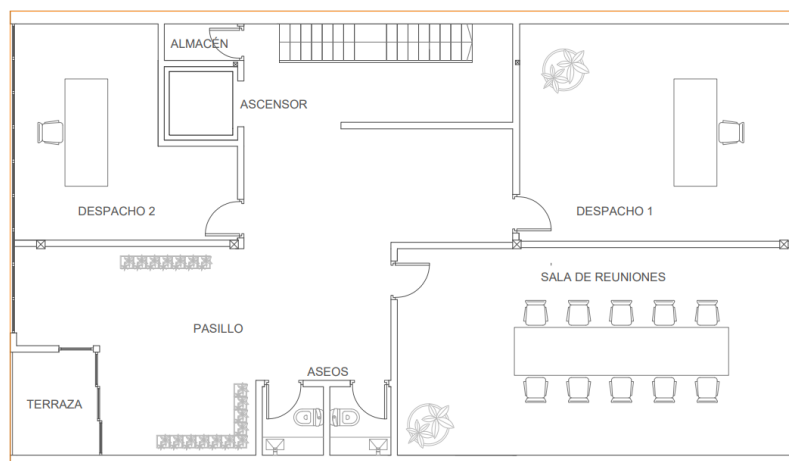 ALMACÉN
ASCENSOR
DESPACHO 2
DESPACHO 1
SALA DE REUNIONES
PASILLO
ASEOS
TERRAZA